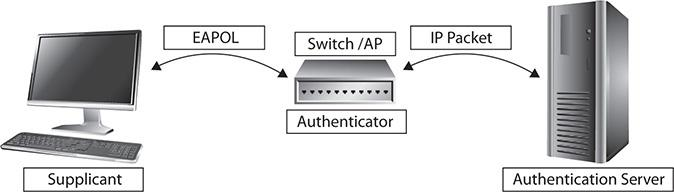 EAPOL
Switch /AP
IP Packet
Authenticator
Supplicant
Authentication Server